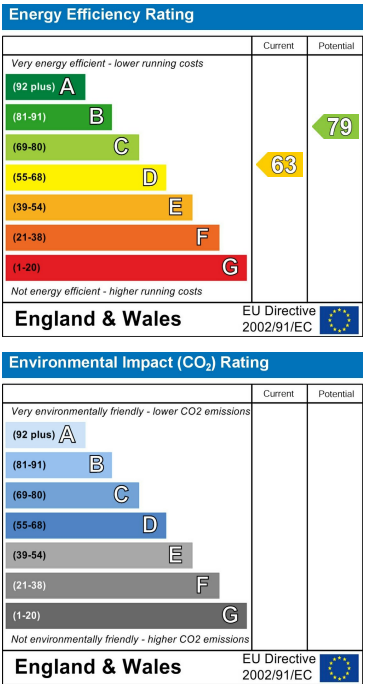 Energy Efficiency Rating
Current Potential
Very energy efficient - lower running costs
(92 plus) A
(81-91) B
(69-80) C
(55-68) D
(39-54) E
(21-38) F
(1-20) G
63
79
Not energy efficient - higher running costs
England & Wales
EU Directive
2002/91/EC
Environmental Impact (CO₂) Rating
Current Potential
Very environmentally friendly - lower CO2 emissions
(92 plus) A
(81-91) B
(69-80) C
(55-68) D
(39-54) E
(21-38) F
(1-20) G
Not environmentally friendly - higher CO2 emissions
England & Wales
EU Directive
2002/91/EC